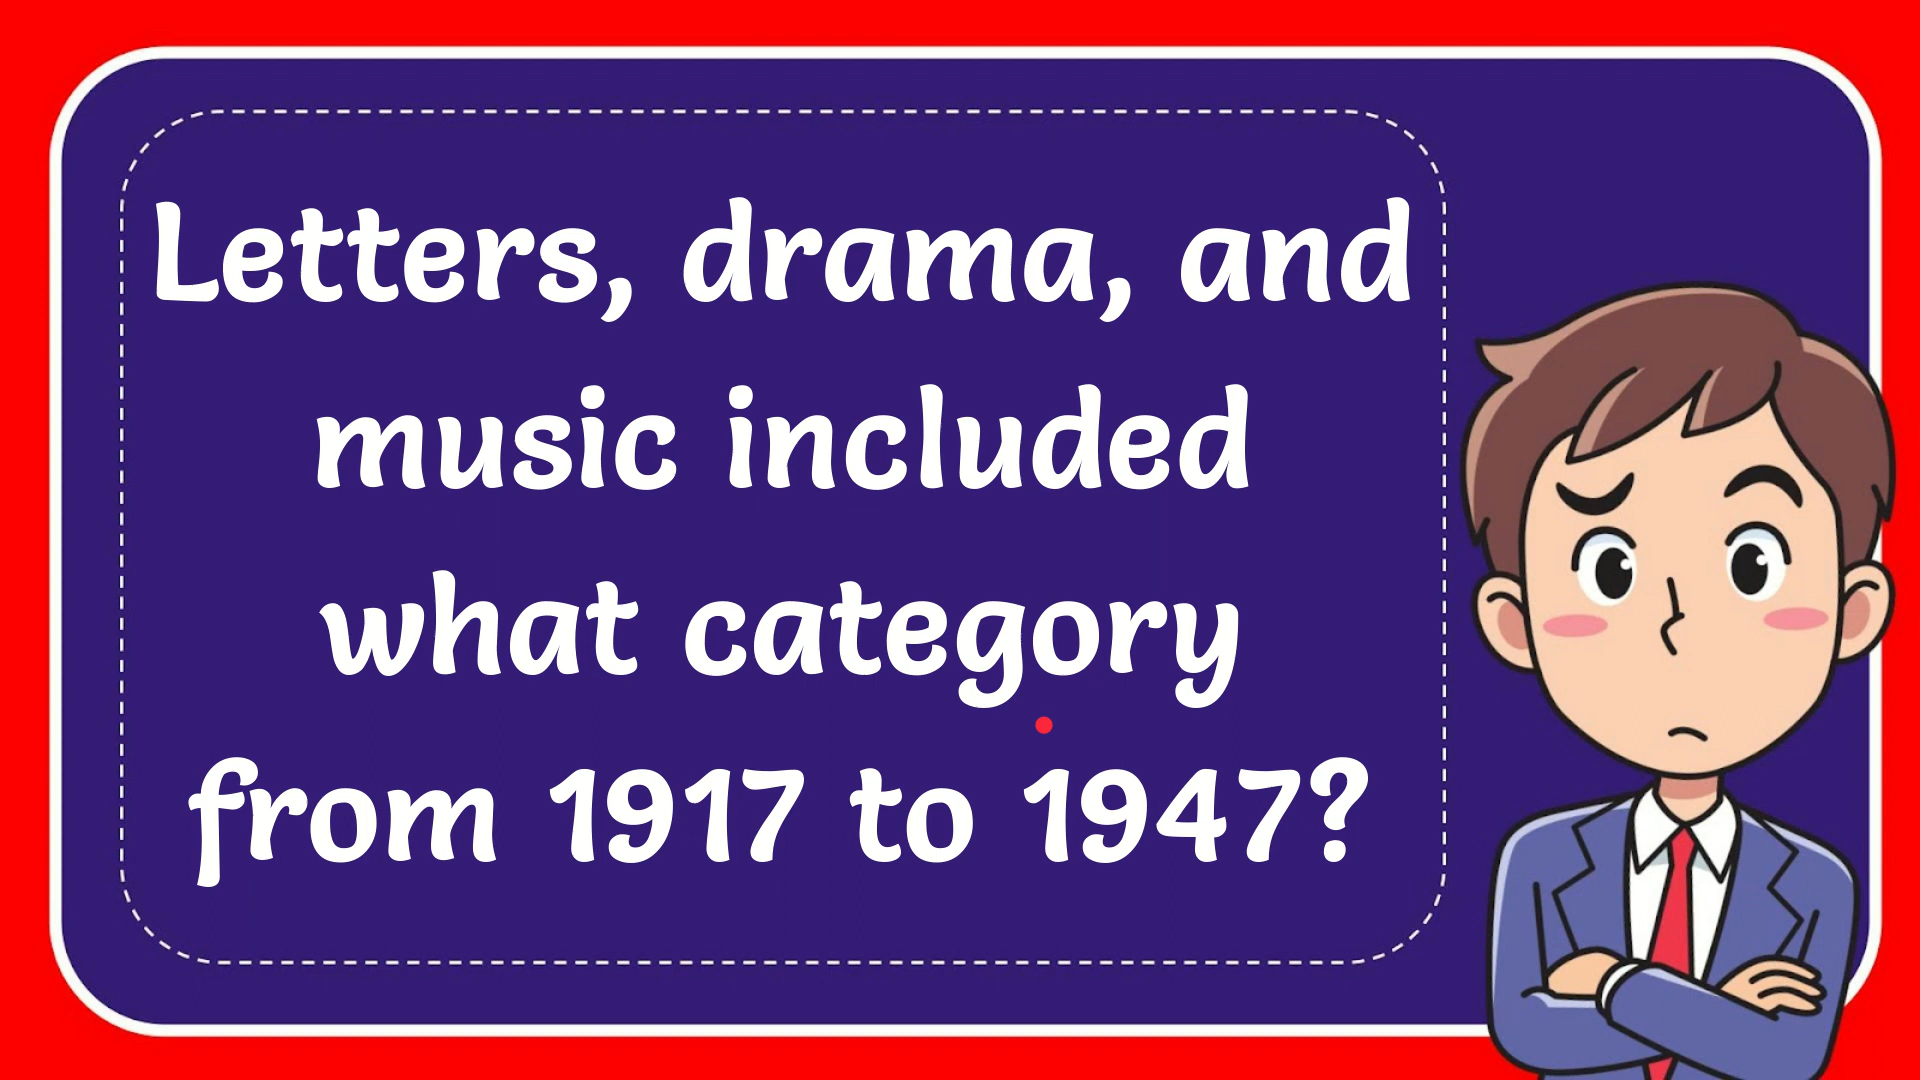 Letters, drama, and
music included
what category
from 1917 to 1947?